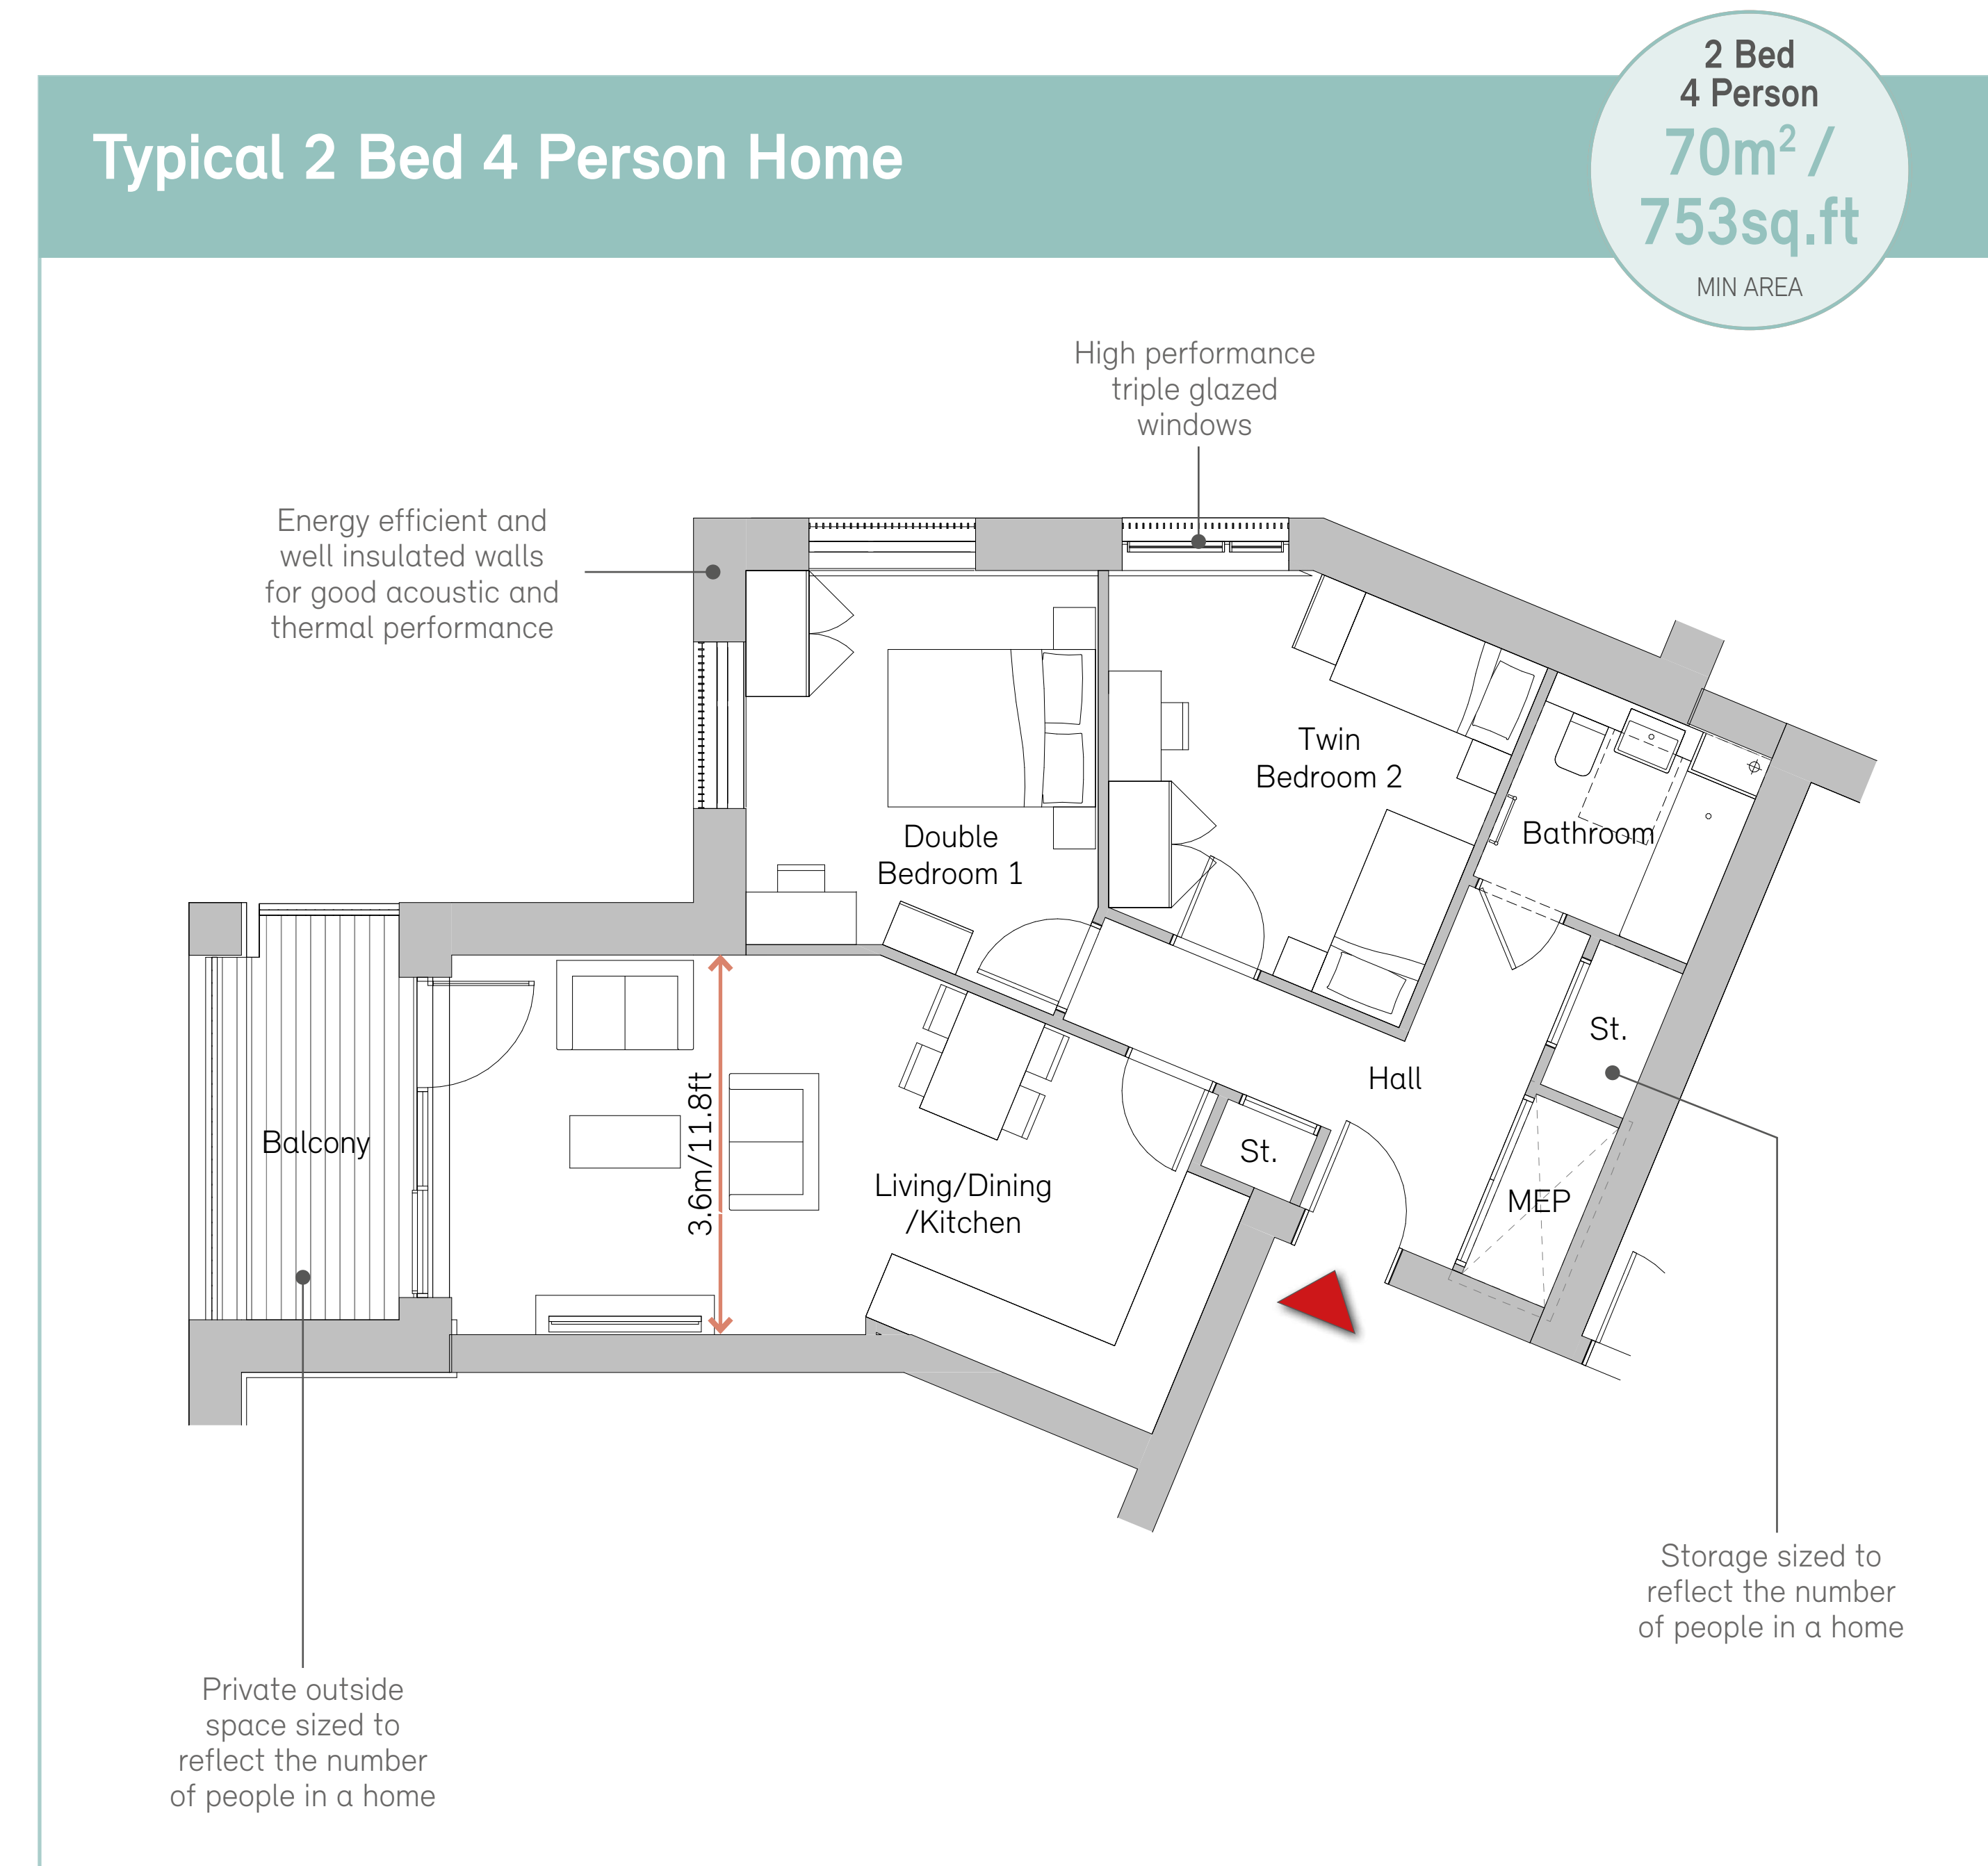 Typical 2 Bed 4 Person Home
2 Bed
4 Person
70m² /
753sq.ft
MIN AREA
High performance
triple glazed
windows
Energy efficient and
well insulated walls
for good acoustic and
thermal performance
Twin
Bedroom 2
Double
Bedroom 1
Bathroom
St.
Hall
Balcony
3.6m/11.8ft
St.
Living/Dining
/Kitchen
MEP
Storage sized to
reflect the number
of people in a home
Private outside
space sized to
reflect the number
of people in a home